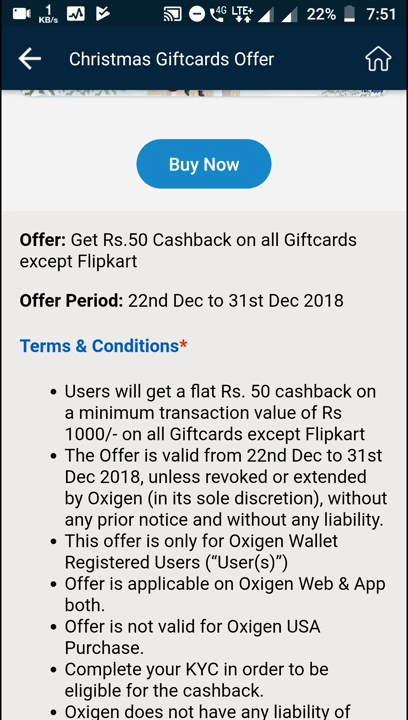 1
KB/s
4G
LTE+
22%
7:51
Christmas Giftcards Offer
Buy Now
Offer: Get Rs.50 Cashback on all Giftcards
except Flipkart
Offer Period: 22nd Dec to 31st Dec 2018
Terms & Conditions*
• Users will get a flat Rs. 50 cashback on
a minimum transaction value of Rs
1000/- on all Giftcards except Flipkart
• The Offer is valid from 22nd Dec to 31st
Dec 2018, unless revoked or extended
by Oxigen (in its sole discretion), without
any prior notice and without any liability.
• This offer is only for Oxigen Wallet
Registered Users (“User(s)”)
• Offer is applicable on Oxigen Web & App
both.
• Offer is not valid for Oxigen USA
Purchase.
• Complete your KYC in order to be
eligible for the cashback.
• Oxigen does not have any liability of